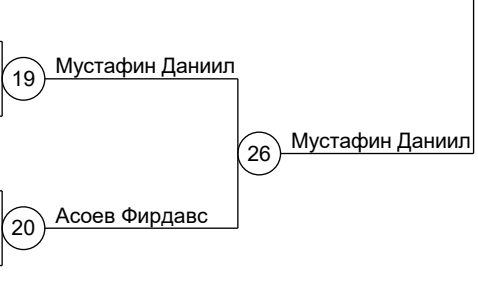 Мустафин Даниил
19
Мустафин Даниил
26
Асоев Фирдавс
20